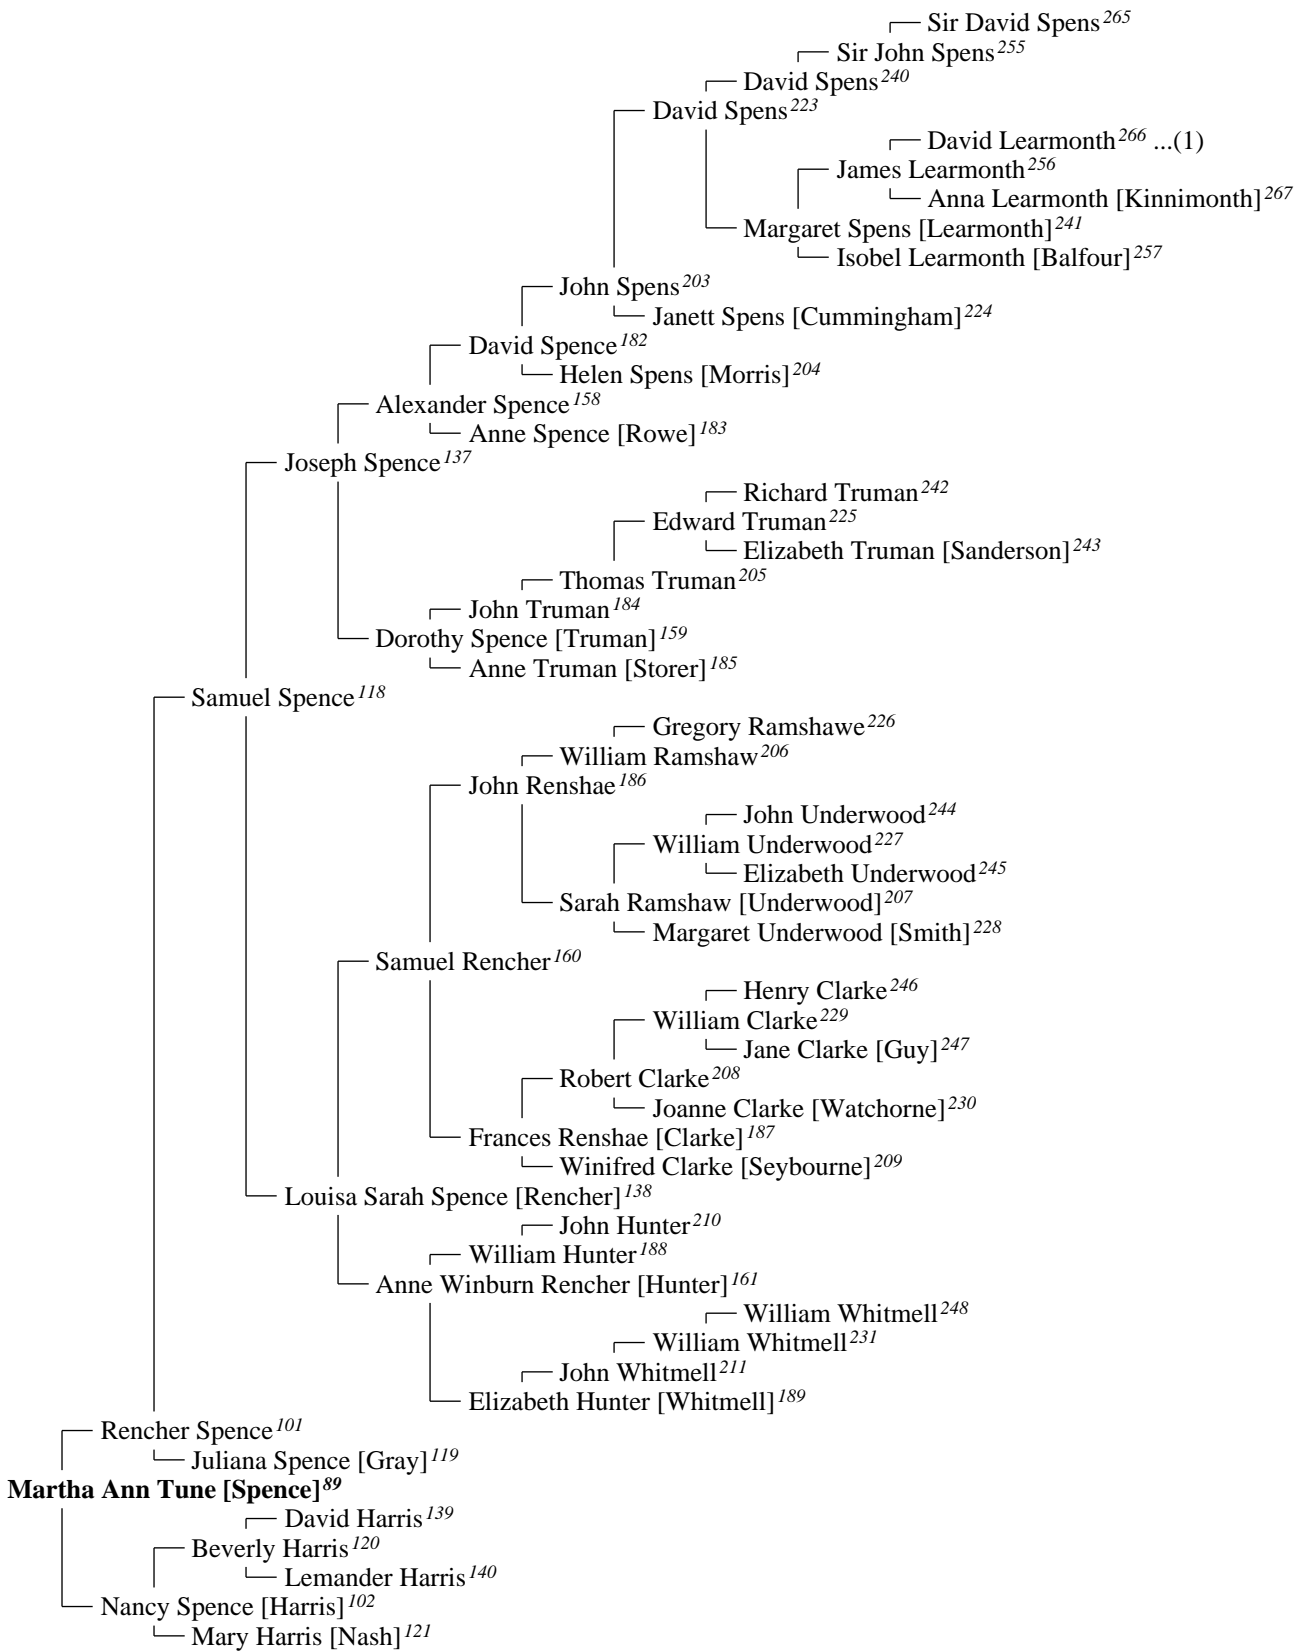 Sir David Spens265
Sir John Spens255
David Spens240
David Spens223
David Learmonth266 ...(1)
James Learmonth256
Anna Learmonth [Kinnimonth]267
Margaret Spens [Learmonth]241
Isobel Learmonth [Balfour]257
John Spens203
Janett Spens [Cummingham]224
David Spence182
Helen Spens [Morris]204
Alexander Spence158
Anne Spence [Rowe]183
Joseph Spence137
Richard Truman242
Edward Truman225
Elizabeth Truman [Sanderson]243
Thomas Truman205
John Truman184
Dorothy Spence [Truman]159
Anne Truman [Storer]185
Samuel Spence118
Gregory Ramshawe226
William Ramshaw206
John Renshae186
John Underwood244
William Underwood227
Elizabeth Underwood245
Sarah Ramshaw [Underwood]207
Margaret Underwood [Smith]228
Samuel Rencher160
Henry Clarke246
William Clarke229
Jane Clarke [Guy]247
Robert Clarke208
Joanne Clarke [Watchorne]230
Frances Renshae [Clarke]187
Winifred Clarke [Seybourne]209
Louisa Sarah Spence [Rencher]138
John Hunter210
William Hunter188
Anne Winburn Rencher [Hunter]161
William Whitmell248
William Whitmell231
John Whitmell211
Elizabeth Hunter [Whitmell]189
Rencher Spence101
Juliana Spence [Gray]119
Martha Ann Tune [Spence]89
David Harris139
Beverly Harris120
Lemander Harris140
Nancy Spence [Harris]102
Mary Harris [Nash]121